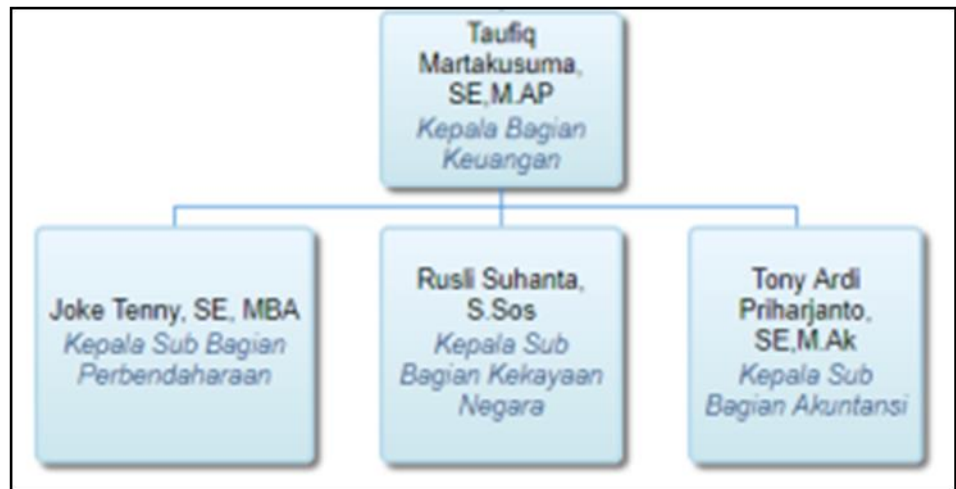 Taufiq
Martakusuma,
SE,M.AP
Kepala Bagian
Keuangan
Joke Tenny, SE, MBA
Kepala Sub Bagian
Perbendaharaan
Rusli Suhanta,
S.Sos
Kepala Sub
Bagian Kekayaan
Negara
Tony Ardi
Priharjanto,
SE,M.Ak
Kepala Sub
Bagian Akuntansi